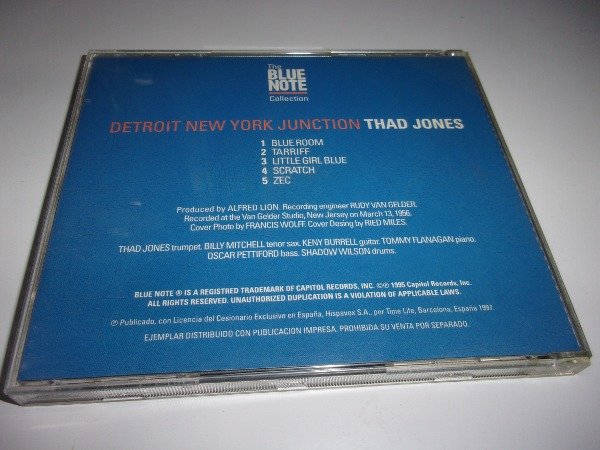 The
BLUE
NOTE
Collection
DETROIT NEW YORK JUNCTION THAD JONES
1 BLUE ROOM
2 TARRIFF
3 LITTLE GIRL BLUE
4 SCRATCH
5 ZEC
Produced by ALFRED LION. Recording engineer RUDY VAN GELDER.
Recorded at the Van Gelder Studio, New Jersey on March 13, 1956.
Cover Photo by FRANCIS WOLFF. Cover Desing by RIED MILES.
THAD JONES trumpet. BILLY MITCHELL tenor sax. KENY BURRELL guitar. TOMMY FLANAGAN piano.
OSCAR PETTIFORD bass. SHADOW WILSON drums.
BLUE NOTE ® IS A REGISTRED TRADEMARK OF CAPITOL RECORDS, INC. ©℗ 1995 Capitol Records, Inc.
ALL RIGHTS RESERVED. UNAUTHORIZED DUPLICATION IS A VIOLATION OF APPLICABLE LAWS.
℗ Publicado, con Licencia del Cesionario Exclusivo en España, Hispavox S.A., por Time Life, Barcelona, España 1997.
EJEMPLAR DISTRIBUIDO CON PUBLICACION IMPRESA, PROHIBIDA SU VENTA POR SEPARADO.